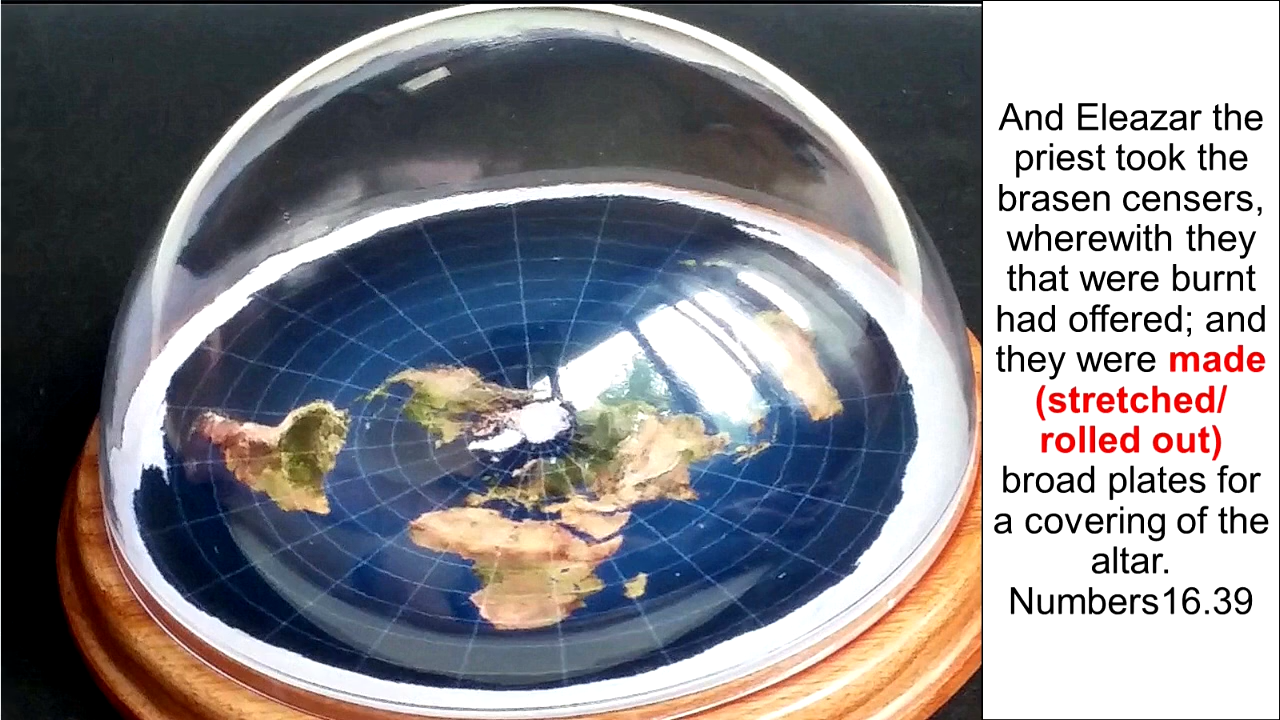 And Eleazar the
priest took the
brasen censers,
wherewith they
that were burnt
had offered; and
they were made
(stretched/
rolled out)
broad plates for
a covering of the
altar.
Numbers16.39